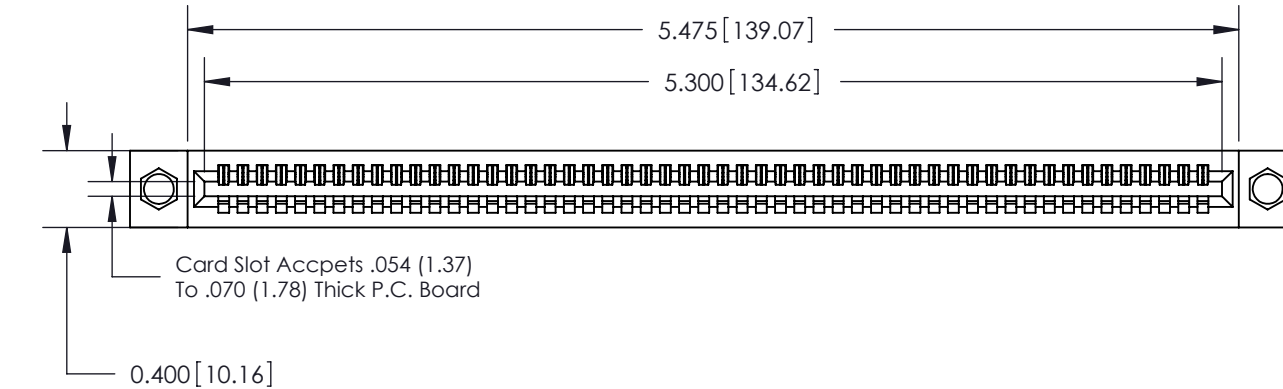 5.475[139.07]
5.300[134.62]
Card Slot Accpets .054 (1.37)
To .070 (1.78) Thick P.C. Board
0.400[10.16]